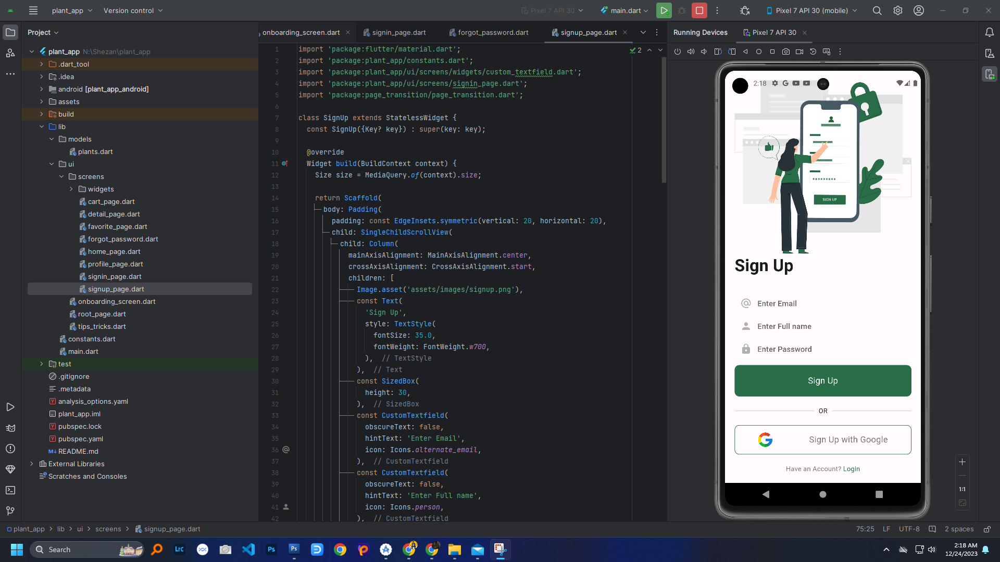 plant_app
Version control
Pixel 7 API 30
main.dart
Pixel 7 API 30 (mobile)
Project
onboarding_screen.dart
signin_page.dart
forgot_password.dart
signup_page.dart
Running Devices
Pixel 7 API 30
plant_app N:\Shezan\plant_app
.dart_tool
.idea
android [plant_app_android]
assets
build
lib
models
plants.dart
ui
screens
widgets
cart_page.dart
detail_page.dart
favorite_page.dart
forgot_password.dart
home_page.dart
profile_page.dart
signin_page.dart
signup_page.dart
onboarding_screen.dart
root_page.dart
tips_tricks.dart
constants.dart
main.dart
test
.gitignore
.metadata
analysis_options.yaml
plant_app.iml
pubspec.lock
pubspec.yaml
README.md
External Libraries
Scratches and Consoles
2
1 import 'package:flutter/material.dart';
2 import 'package:plant_app/constants.dart';
3 import 'package:plant_app/ui/screens/widgets/custom_textfield.dart';
4 import 'package:plant_app/ui/screens/signin_page.dart';
5 import 'package:page_transition/page_transition.dart';
6
7 class SignUp extends StatelessWidget {
8 const SignUp({Key? key}) : super(key: key);
9
10 @override
11 Widget build(BuildContext context) {
12 Size size = MediaQuery.of(context).size;
13
14 return Scaffold(
15 body: Padding(
16 padding: const EdgeInsets.symmetric(vertical: 20, horizontal: 20),
17 child: SingleChildScrollView(
18 child: Column(
19 mainAxisAlignment: MainAxisAlignment.center,
20 crossAxisAlignment: CrossAxisAlignment.start,
21 children: [
22 Image.asset('assets/images/signup.png'),
23 const Text(
24 'Sign Up',
25 style: TextStyle(
26 fontSize: 35.0,
27 fontWeight: FontWeight.w700,
28 ), // TextStyle
29 ), // Text
30 const SizedBox(
31 height: 30,
32 ), // SizedBox
33 const CustomTextfield(
34 obscureText: false,
35 hintText: 'Enter Email',
36 icon: Icons.alternate_email,
37 ), // CustomTextfield
38 const CustomTextfield(
39 obscureText: false,
40 hintText: 'Enter Full name',
41 icon: Icons.person,
42 ), // CustomTextfield
2:18
SIGN UP
Sign Up
Enter Email
Enter Full name
Enter Password
Sign Up
OR
Sign Up with Google
Have an Account? Login
1:1
plant_app > lib > ui > screens > signup_page.dart
75:25 LF UTF-8 2 spaces
Search
LrC
Ps
Ps
2:18 AM
12/24/2023